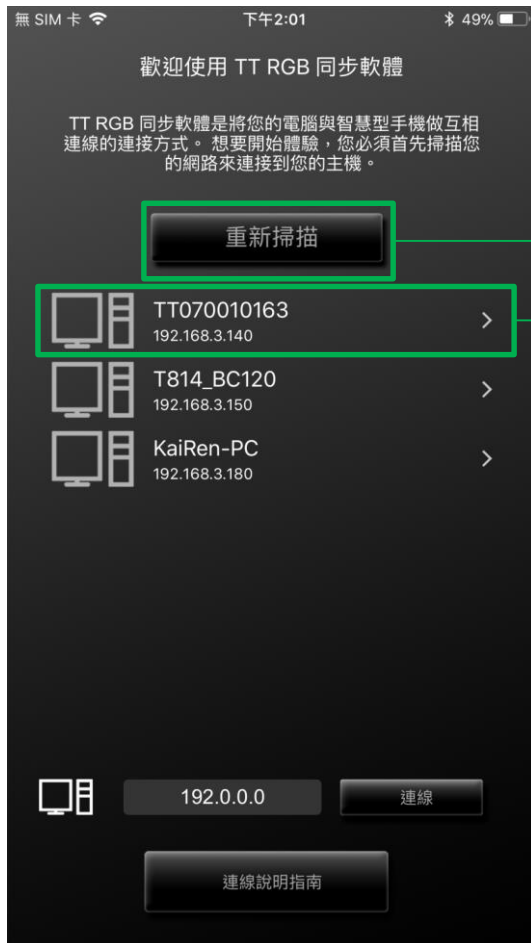 無 SIM 卡 下午2:01 49%
歡迎使用 TT RGB 同步軟體
TT RGB 同步軟體是將您的電腦與智慧型手機做互相
連線的連接方式。 想要開始體驗，您必須首先掃描您
的網路來連接到您的主機。
重新掃描
TT070010163
192.168.3.140
T814_BC120
192.168.3.150
KaiRen-PC
192.168.3.180
192.0.0.0 連線
連線說明指南